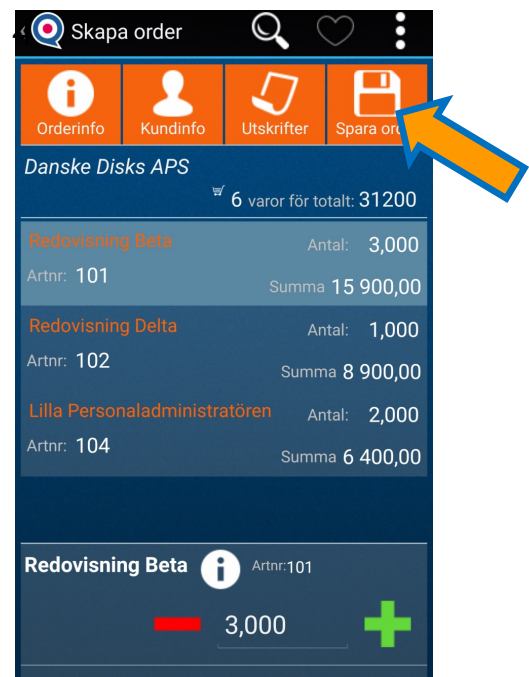 Skapa order
Orderinfo Kundinfo Utskrifter Spara or
Danske Disks APS
6 varor för totalt: 31200
Redovisning Beta Antal: 3,000
Artnr: 101 Summa 15 900,00
Redovisning Delta Antal: 1,000
Artnr: 102 Summa 8 900,00
Lilla Personaladministratören Antal: 2,000
Artnr: 104 Summa 6 400,00
Redovisning Beta Artnr:101
3,000